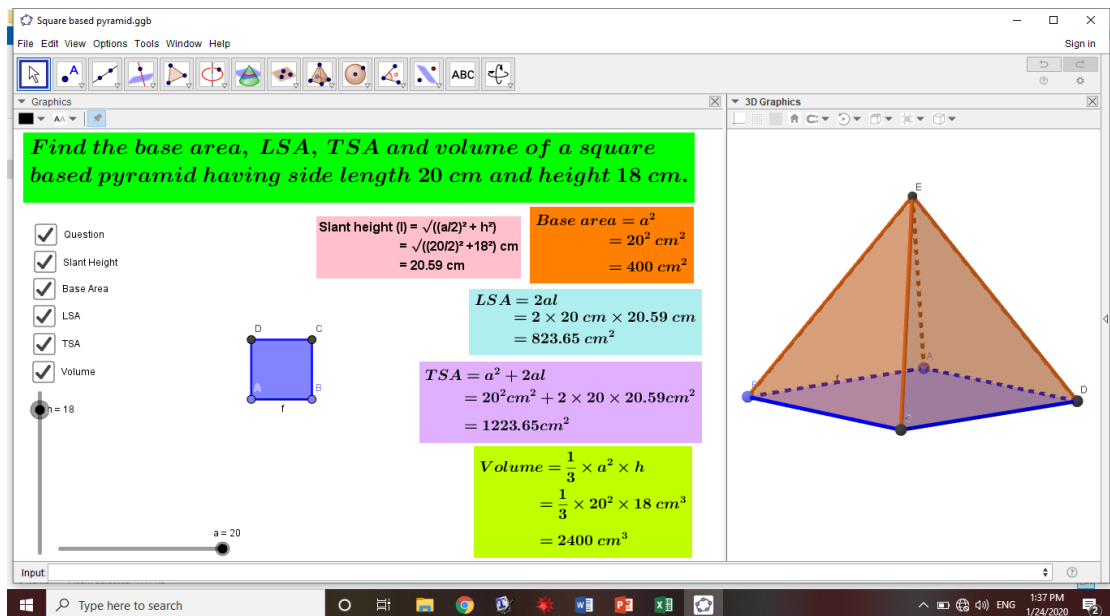 Square based pyramid.ggb
File Edit View Options Tools Window Help
Sign in
ABC
Graphics
3D Graphics
Find the base area, LSA, TSA and volume of a square
based pyramid having side length 20 cm and height 18 cm.
Question
Slant Height
Base Area
LSA
TSA
Volume
h = 18
a = 20
Slant height (l) = √((a/2)² + h²)
= √((20/2)² +18²) cm
= 20.59 cm
Base area = a²
= 20² cm²
= 400 cm²
LSA = 2al
= 2 × 20 cm × 20.59 cm
= 823.65 cm²
TSA = a² + 2al
= 20²cm² + 2 × 20 × 20.59cm²
= 1223.65cm²
Volume = 1/3 × a² × h
= 1/3 × 20² × 18 cm³
= 2400 cm³
D C
A B
f
E
A
f
D
C
Input:
Type here to search
ENG
1:37 PM
1/24/2020